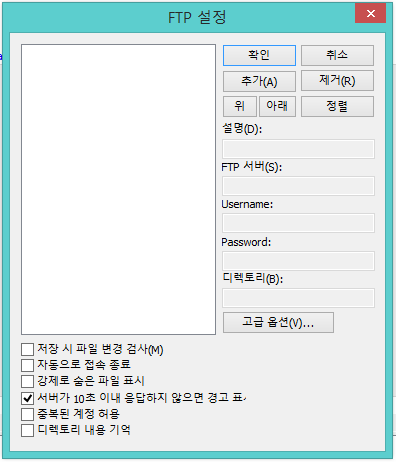 FTP 설정
확인
취소
추가(A)
제거(R)
위
아래
정렬
설명(D):
FTP 서버(S):
Username:
Password:
디렉토리(B):
고급 옵션(V)...
저장 시 파일 변경 검사(M)
자동으로 접속 종료
강제로 숨은 파일 표시
서버가 10초 이내 응답하지 않으면 경고 표
중복된 계정 허용
디렉토리 내용 기억